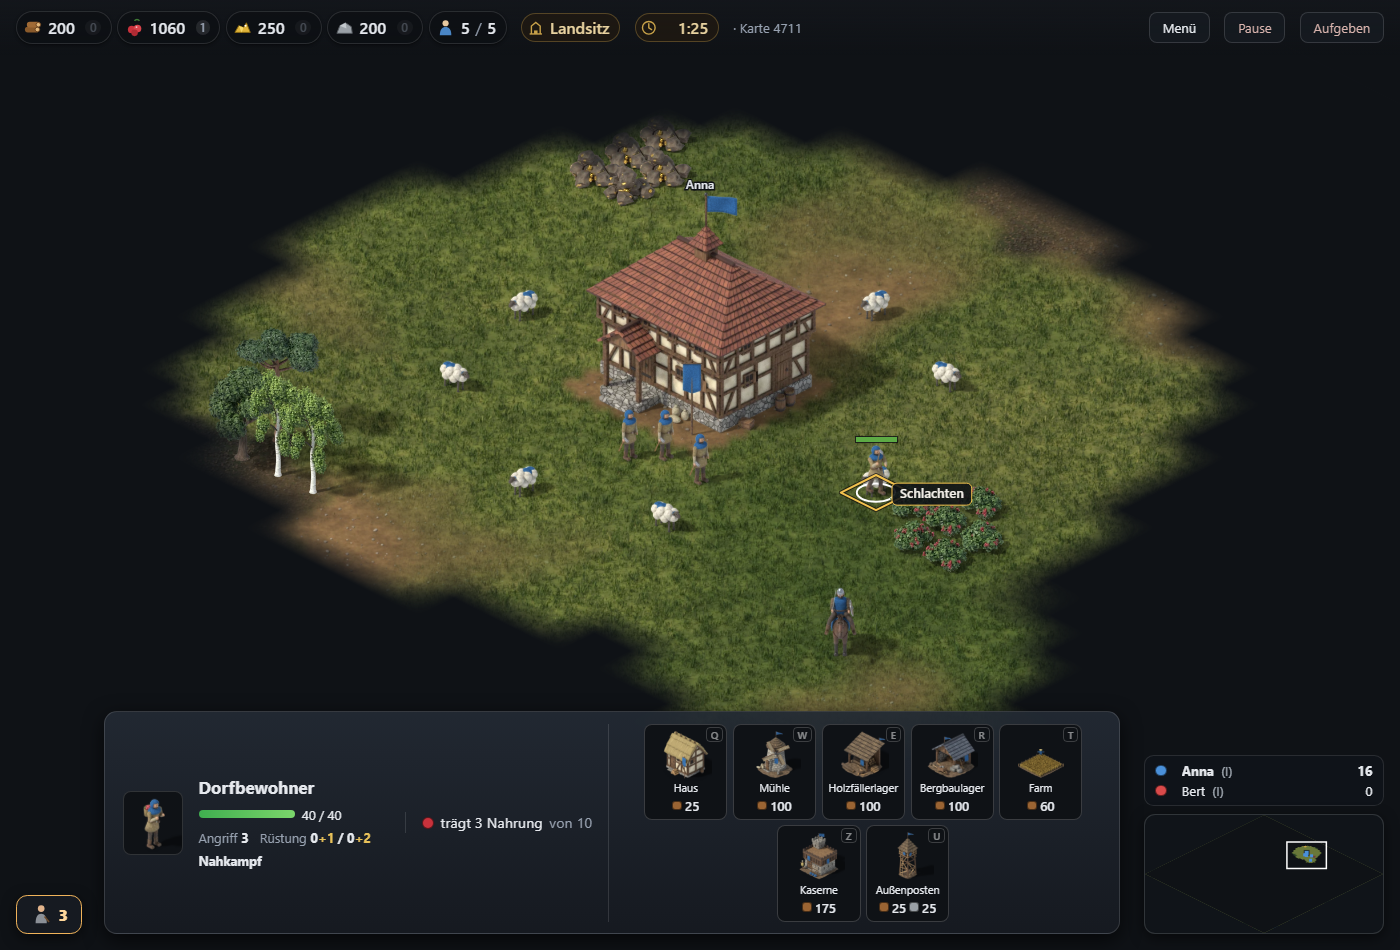 200 0 1060 1 250 0 200 0 5 / 5 Landsitz 1:25 · Karte 4711 Menü Pause Aufgeben
Anna
Schlachten
Dorfbewohner
40 / 40
Angriff 3 Rüstung 0+1 / 0+2
Nahkampf
trägt 3 Nahrung von 10
Q W E R T
Haus Mühle Holzfällerlager Bergbaulager Farm
25 100 100 100 60
Z U
Kaserne Außenposten
175 25 25
Anna (I) 16
Bert (I) 0
3